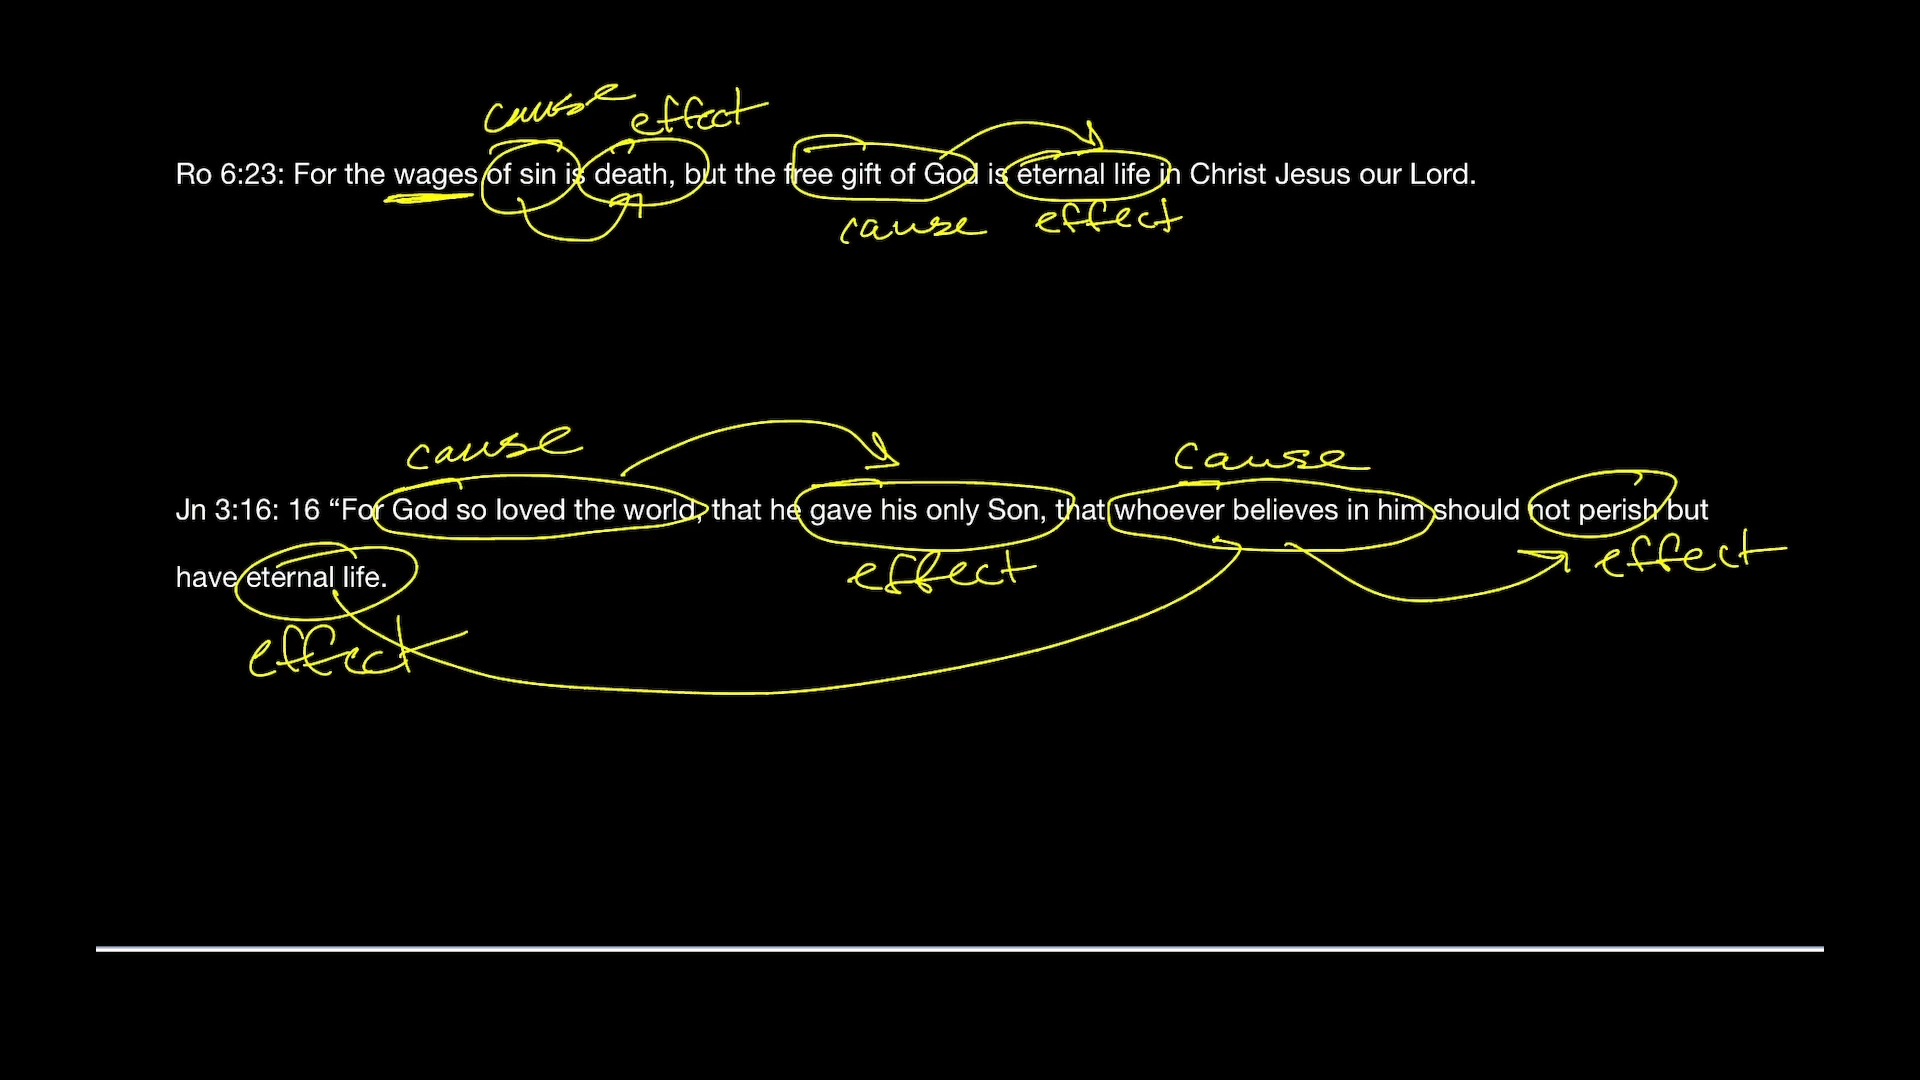 cause effect
Ro 6:23: For the wages of sin is death, but the free gift of God is eternal life in Christ Jesus our Lord.
cause effect
cause cause
Jn 3:16: 16 “For God so loved the world, that he gave his only Son, that whoever believes in him should not perish but
effect effect
have eternal life.
effect